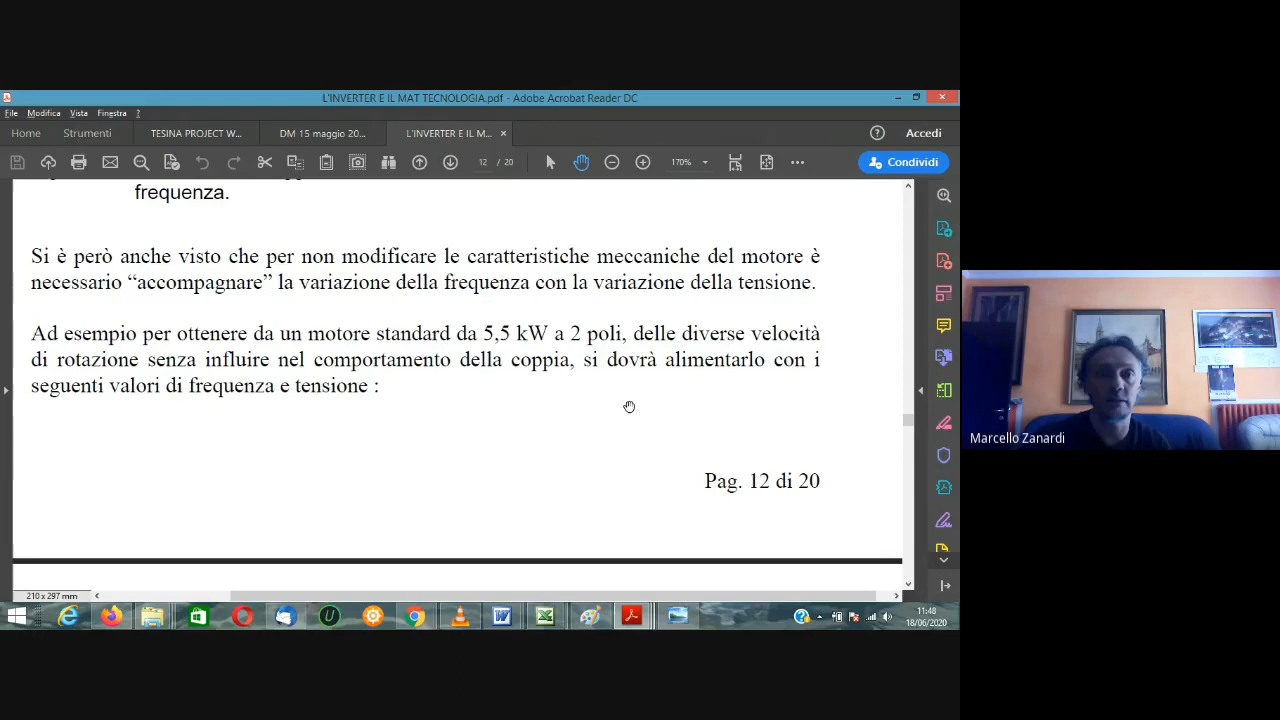 L'INVERTER E IL MAT TECNOLOGIA.pdf - Adobe Acrobat Reader DC
File Modifica Vista Finestra ?
Home Strumenti TESINA PROJECT W... DM 15 maggio 20... L'INVERTER E IL M... × Accedi
12 / 20 170% Condividi
frequenza.
Si è però anche visto che per non modificare le caratteristiche meccaniche del motore è
necessario “accompagnare” la variazione della frequenza con la variazione della tensione.
Ad esempio per ottenere da un motore standard da 5,5 kW a 2 poli, delle diverse velocità
di rotazione senza influire nel comportamento della coppia, si dovrà alimentarlo con i
seguenti valori di frequenza e tensione :
Pag. 12 di 20
210 x 297 mm
11:48
18/06/2020
Marcello Zanardi